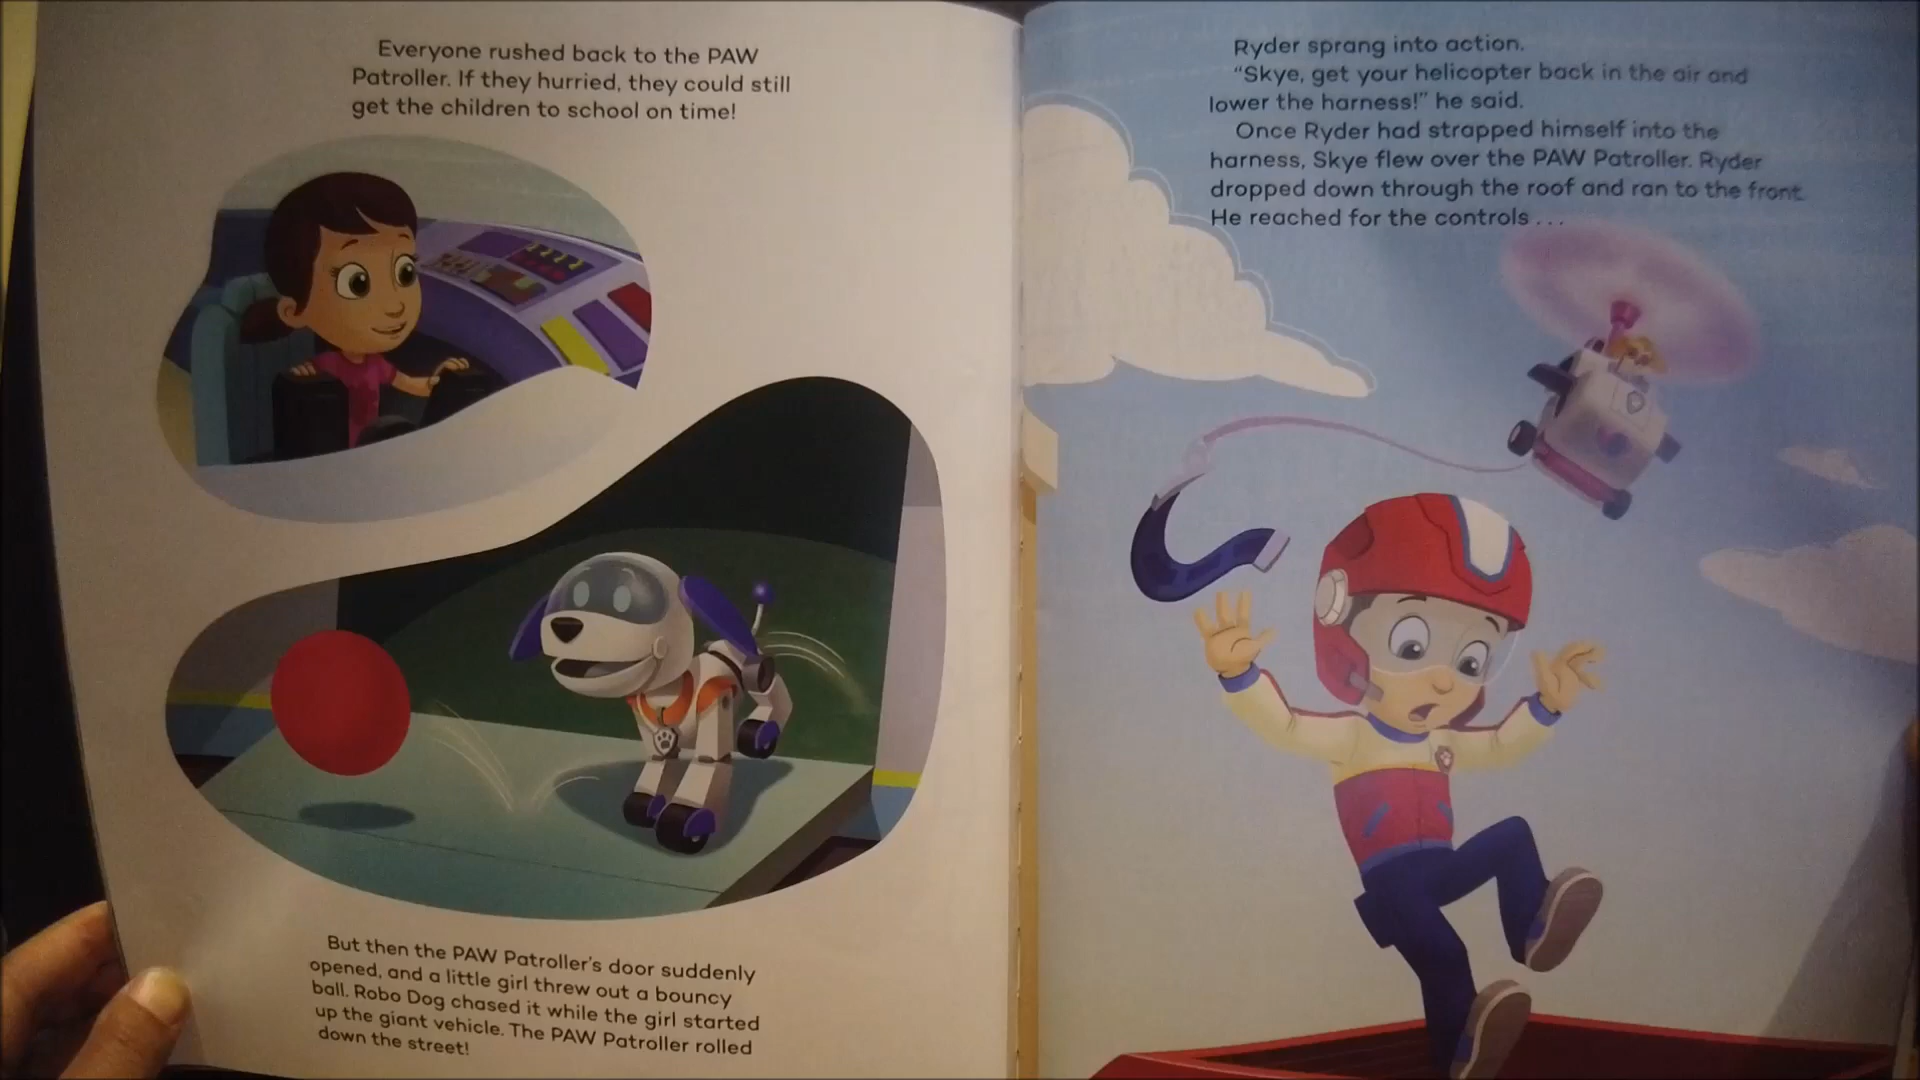 Everyone rushed back to the PAW
Patroller. If they hurried, they could still
get the children to school on time!
But then the PAW Patroller's door suddenly
opened, and a little girl threw out a bouncy
ball. Robo Dog chased it while the girl started
up the giant vehicle. The PAW Patroller rolled
down the street!
Ryder sprang into action.
“Skye, get your helicopter back in the air and
lower the harness!” he said.
Once Ryder had strapped himself into the
harness, Skye flew over the PAW Patroller. Ryder
dropped down through the roof and ran to the front.
He reached for the controls . . .